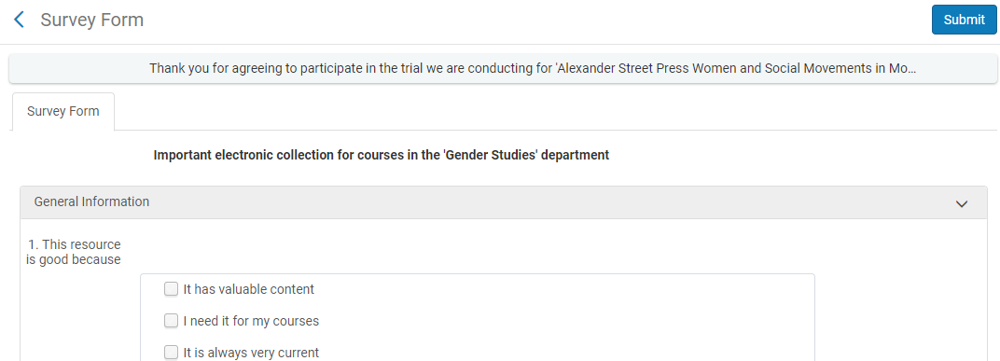 Survey Form
Submit
Thank you for agreeing to participate in the trial we are conducting for 'Alexander Street Press Women and Social Movements in Mo...
Survey Form
Important electronic collection for courses in the 'Gender Studies' department
General Information
1. This resource
is good because
It has valuable content
I need it for my courses
It is always very current